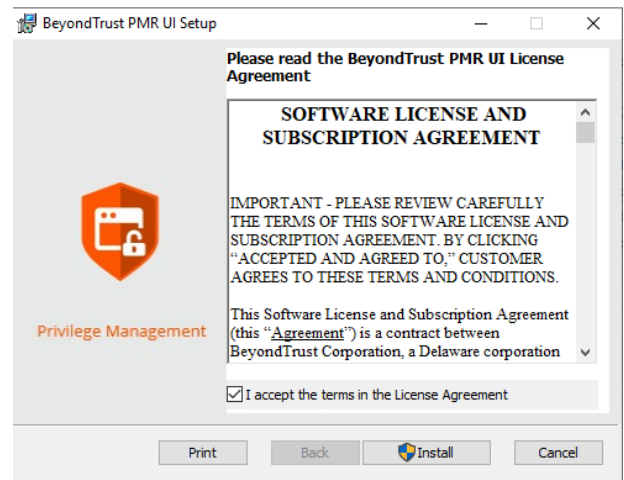 BeyondTrust PMR UI Setup
Please read the BeyondTrust PMR UI License
Agreement
SOFTWARE LICENSE AND
SUBSCRIPTION AGREEMENT
IMPORTANT - PLEASE REVIEW CAREFULLY
THE TERMS OF THIS SOFTWARE LICENSE AND
SUBSCRIPTION AGREEMENT. BY CLICKING
“ACCEPTED AND AGREED TO,” CUSTOMER
AGREES TO THESE TERMS AND CONDITIONS.
This Software License and Subscription Agreement
(this “Agreement”) is a contract between
BeyondTrust Corporation, a Delaware corporation
Privilege Management
I accept the terms in the License Agreement
Print
Back
Install
Cancel